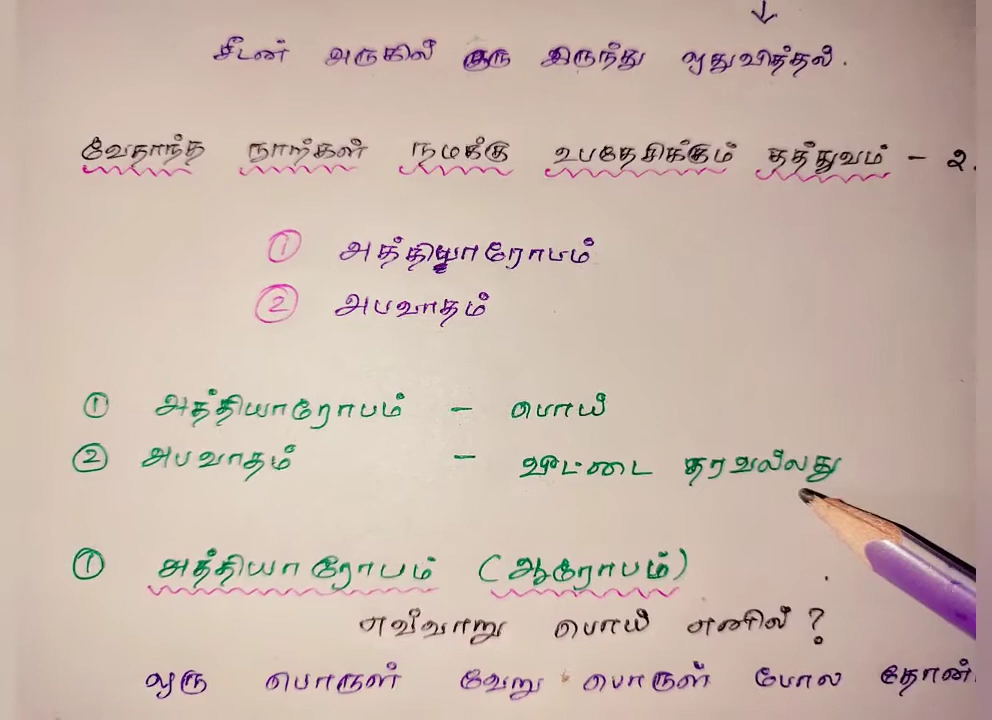 ↓
சீடன் அருகில் குரு இருந்து ஒதுவித்தல்.
வேதாந்த நூல்கள் நமக்கு உபதேசிக்கும் தத்துவம் - 2.
① அத்தியாரோபம்
② அபவாதம்
① அத்தியாரோபம் - பொய்
② அபவாதம் - தரவல்லது
① அத்தியாரோபம் (ஆரோபம்)
எவ்வாறு பொய் எனில்?
ஒரு பொருள் வேறு பொருள் போல தோன்